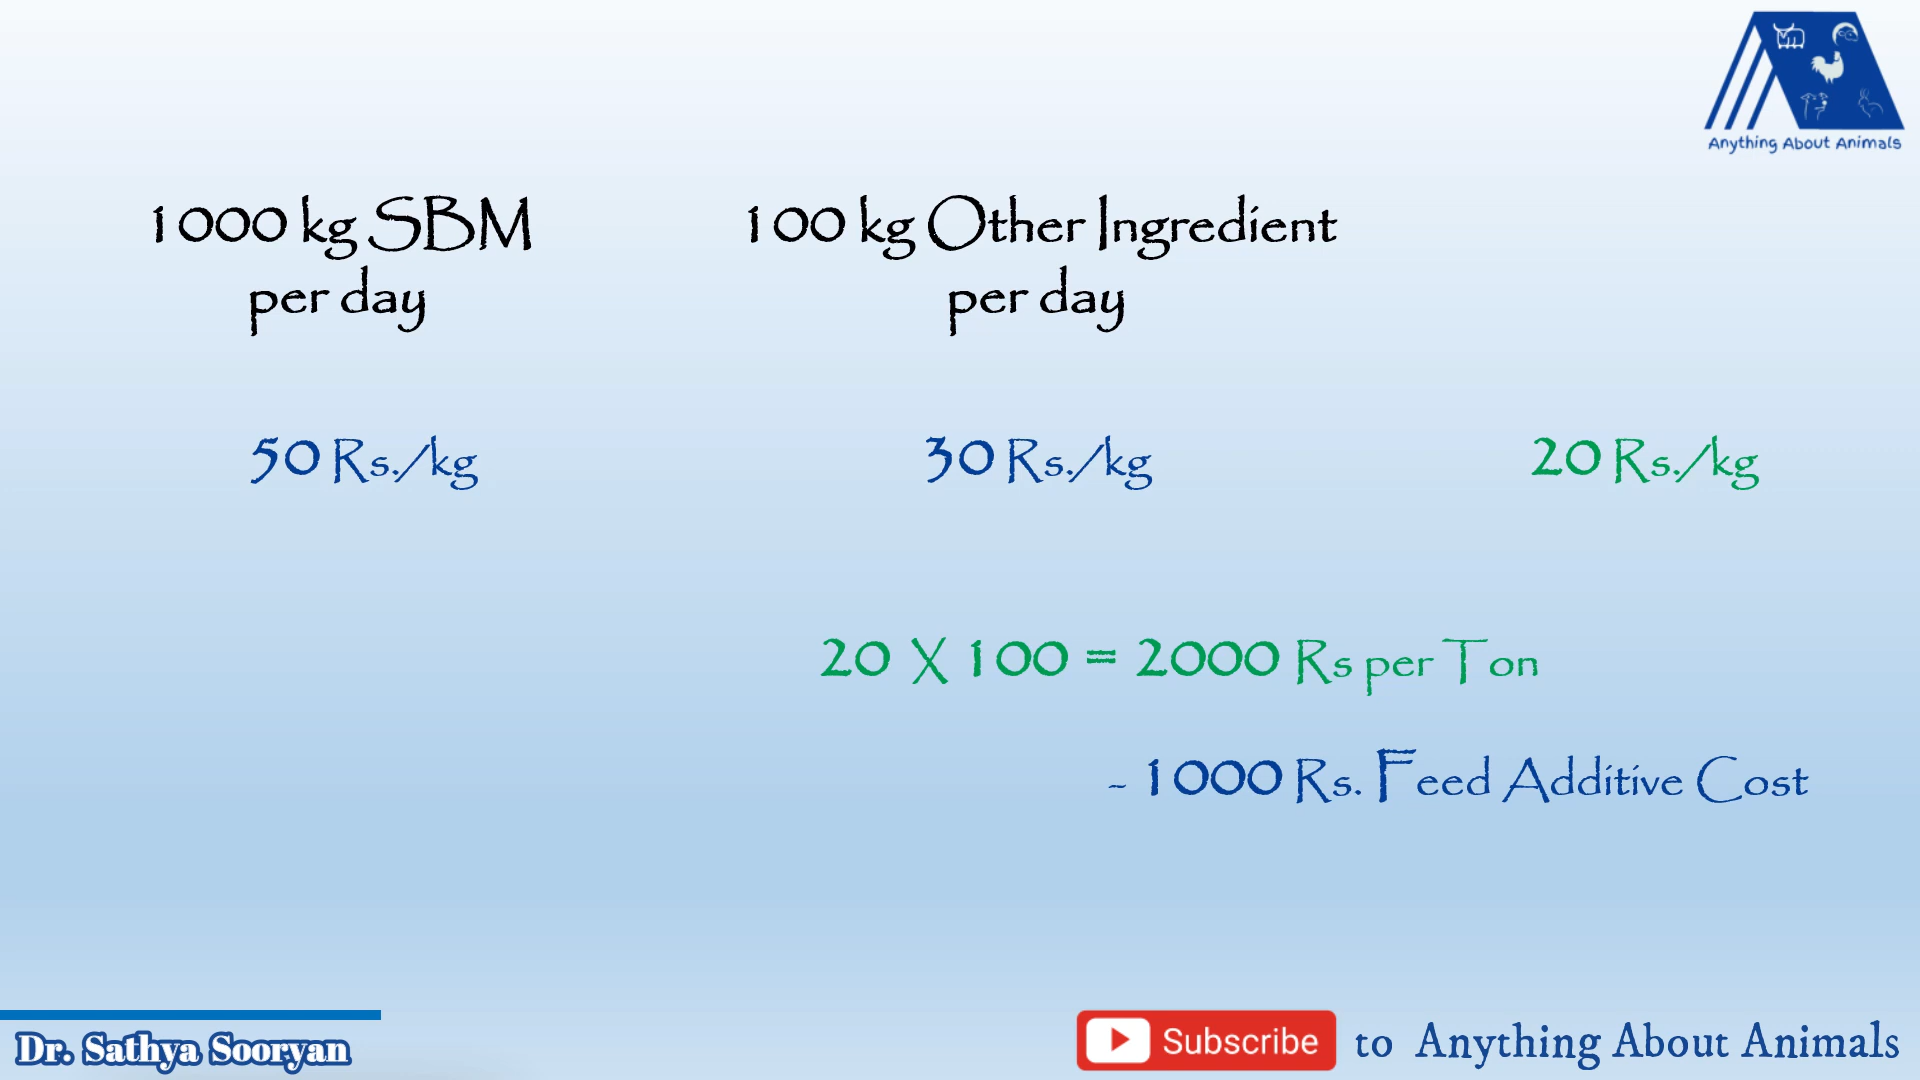 Anything About Animals
1000 kg SBM
per day
100 kg Other Ingredient
per day
50 Rs./kg
30 Rs./kg
20 Rs./kg
20 X 100 = 2000 Rs per Ton
- 1000 Rs. Feed Additive Cost
Dr. Sathya Sooryan
Subscribe to Anything About Animals